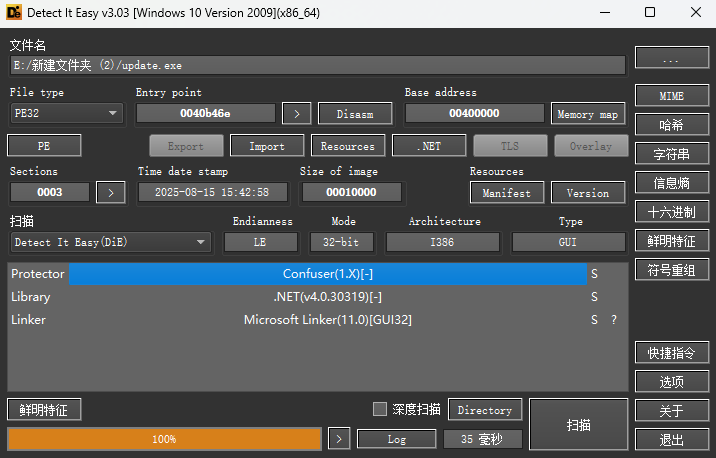 Detect It Easy v3.03 [Windows 10 Version 2009](x86_64)
文件名
E:/新建文件夹 (2)/update.exe
...
File type Entry point Base address
PE32 0040b46e > Disasm 00400000 Memory map MIME
PE Export Import Resources .NET TLS Overlay 哈希
Sections Time date stamp Size of image Resources 字符串
0003 > 2025-08-15 15:42:58 00010000 Manifest Version 信息熵
扫描 Endianness Mode Architecture Type 十六进制
Detect It Easy(DiE) LE 32-bit I386 GUI 鲜明特征
Protector Confuser(1.X)[-] S 符号重组
Library .NET(v4.0.30319)[-] S
Linker Microsoft Linker(11.0)[GUI32] S ?
快捷指令
选项
鲜明特征 深度扫描 Directory 扫描 关于
100% > Log 35 毫秒 退出